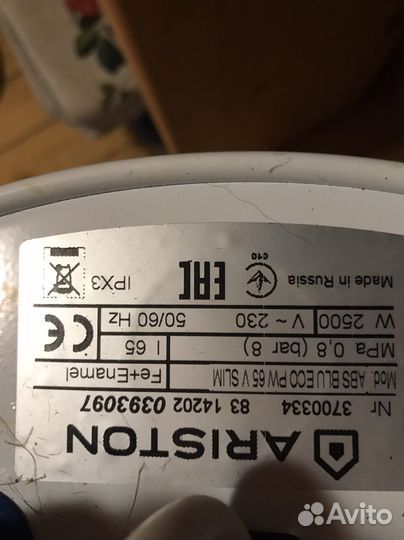 ARISTON
Nr 3700334 83 14202 0393097
Mod. ABS BLU ECO PW 65 V SLIM Fe+Enamel
MPa 0,8 (bar 8) l 65
W 2500 V~ 230 50/60 Hz
CE
Made in Russia 010 EAC IPX3
Avito